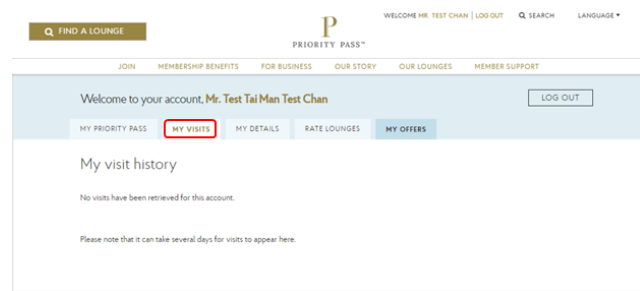 FIND A LOUNGE
P
PRIORITY PASS™
WELCOME MR. TEST CHAN | LOG OUT
SEARCH
LANGUAGE
JOIN MEMBERSHIP BENEFITS FOR BUSINESS OUR STORY OUR LOUNGES MEMBER SUPPORT
Welcome to your account, Mr. Test Tai Man Test Chan
LOG OUT
MY PRIORITY PASS MY VISITS MY DETAILS RATE LOUNGES MY OFFERS
My visit history
No visits have been retrieved for this account.
Please note that it can take several days for visits to appear here.